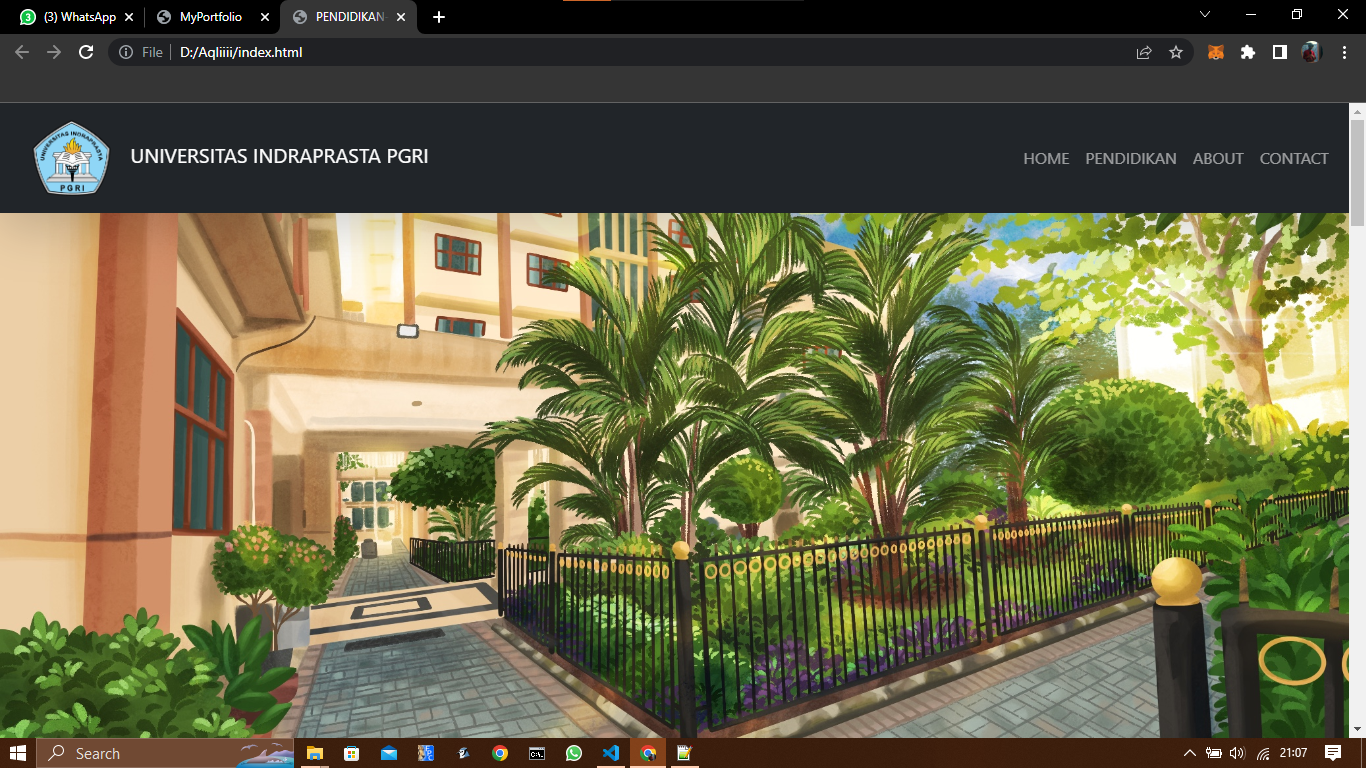 (3) WhatsApp
MyPortfolio
PENDIDIKAN
File
D:/Aqliiii/index.html
UNIVERSITAS INDRAPRASTA
PGRI
UNIVERSITAS INDRAPRASTA PGRI
HOME PENDIDIKAN ABOUT CONTACT
Search
21:07